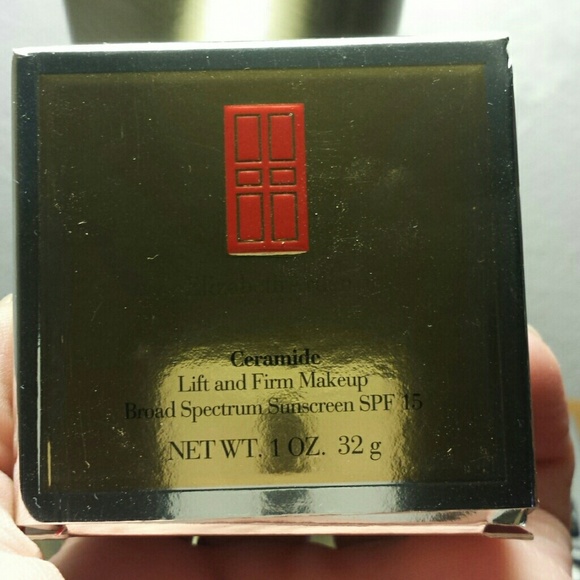 Ceramide
Lift and Firm Makeup
Broad Spectrum Sunscreen SPF 15
NET WT. 1 OZ. 32 g